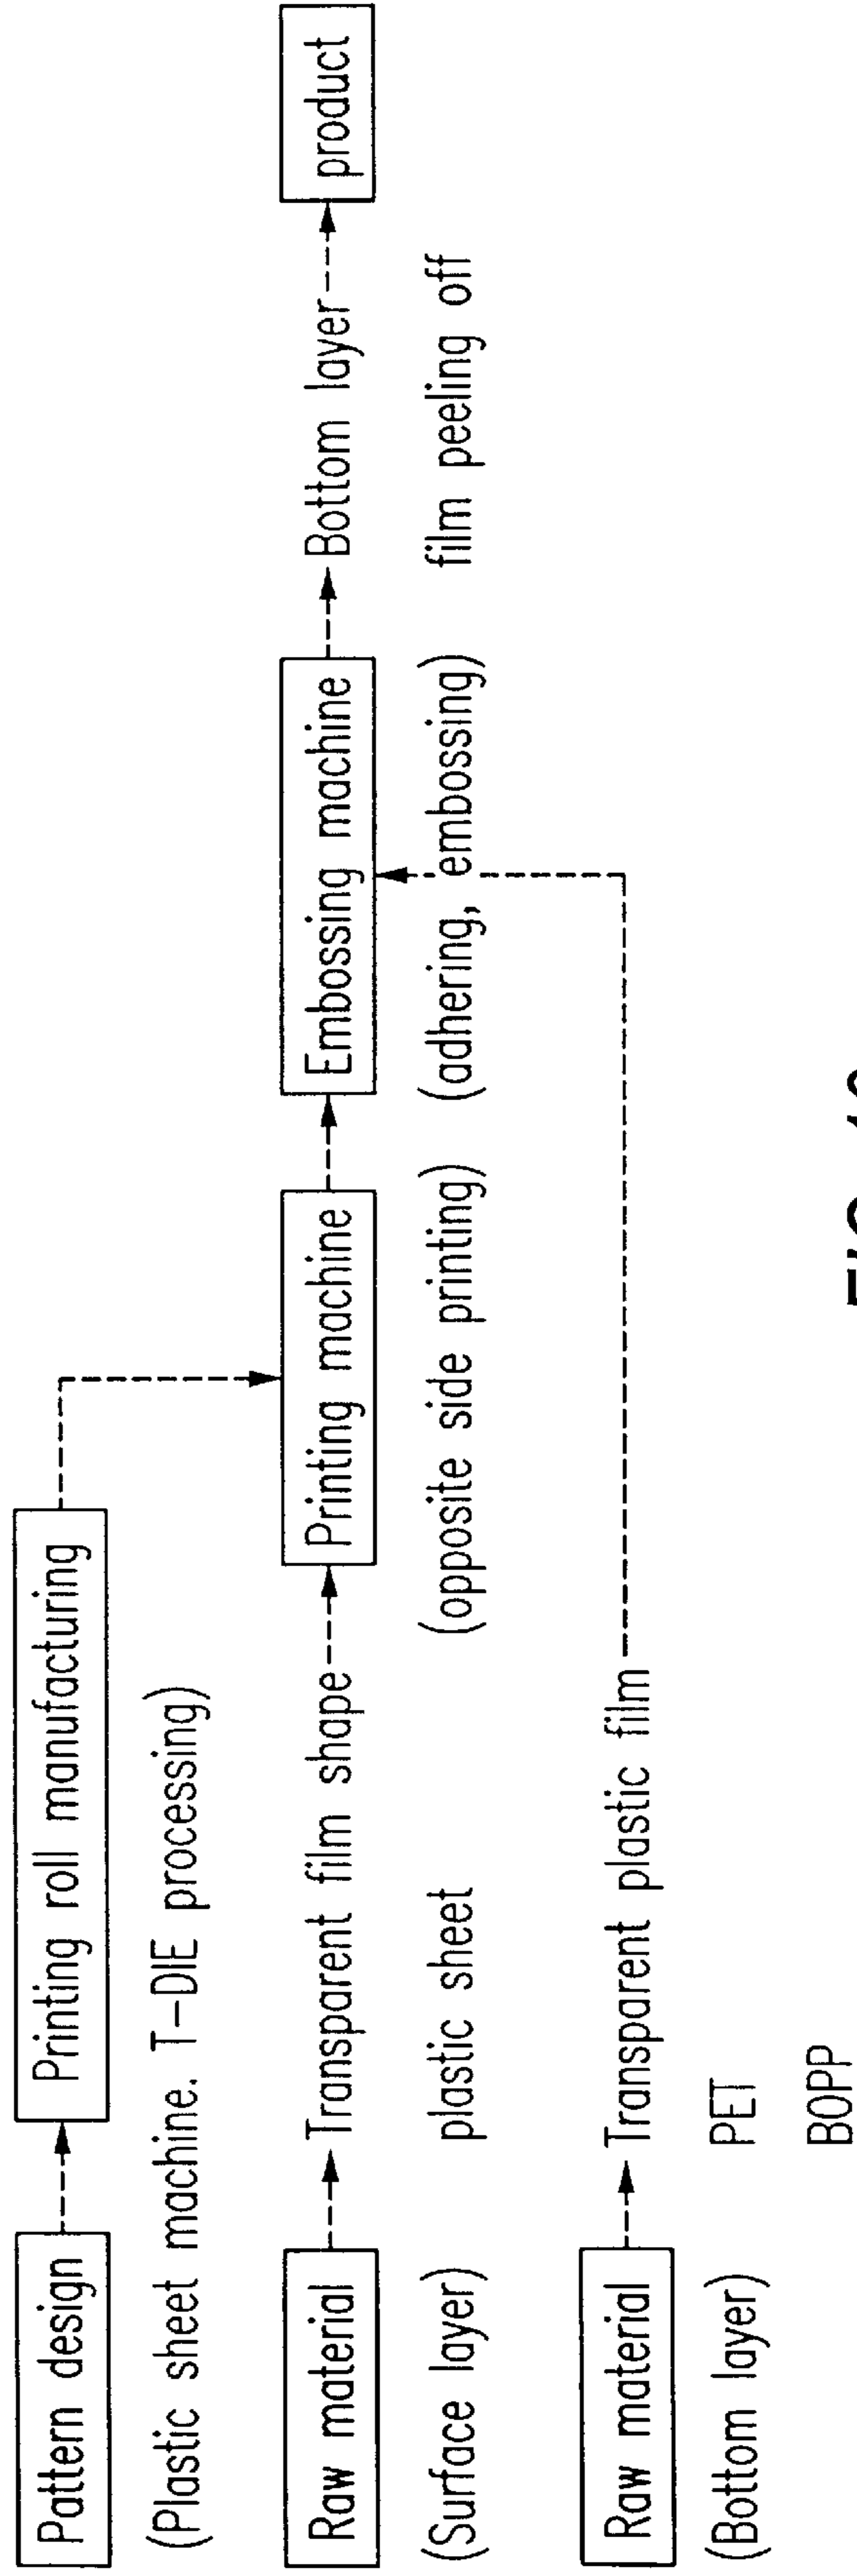 Pattern design
Printing roll manufacturing
(Plastic sheet machine. T-DIE processing)
Raw material
Transparent film shape
Printing machine
Embossing machine
Bottom layer
product
(Surface layer)
plastic sheet
(opposite side printing)
(adhering, embossing)
film peeling off
Raw material
Transparent plastic film
(Bottom layer)
PET
BOPP